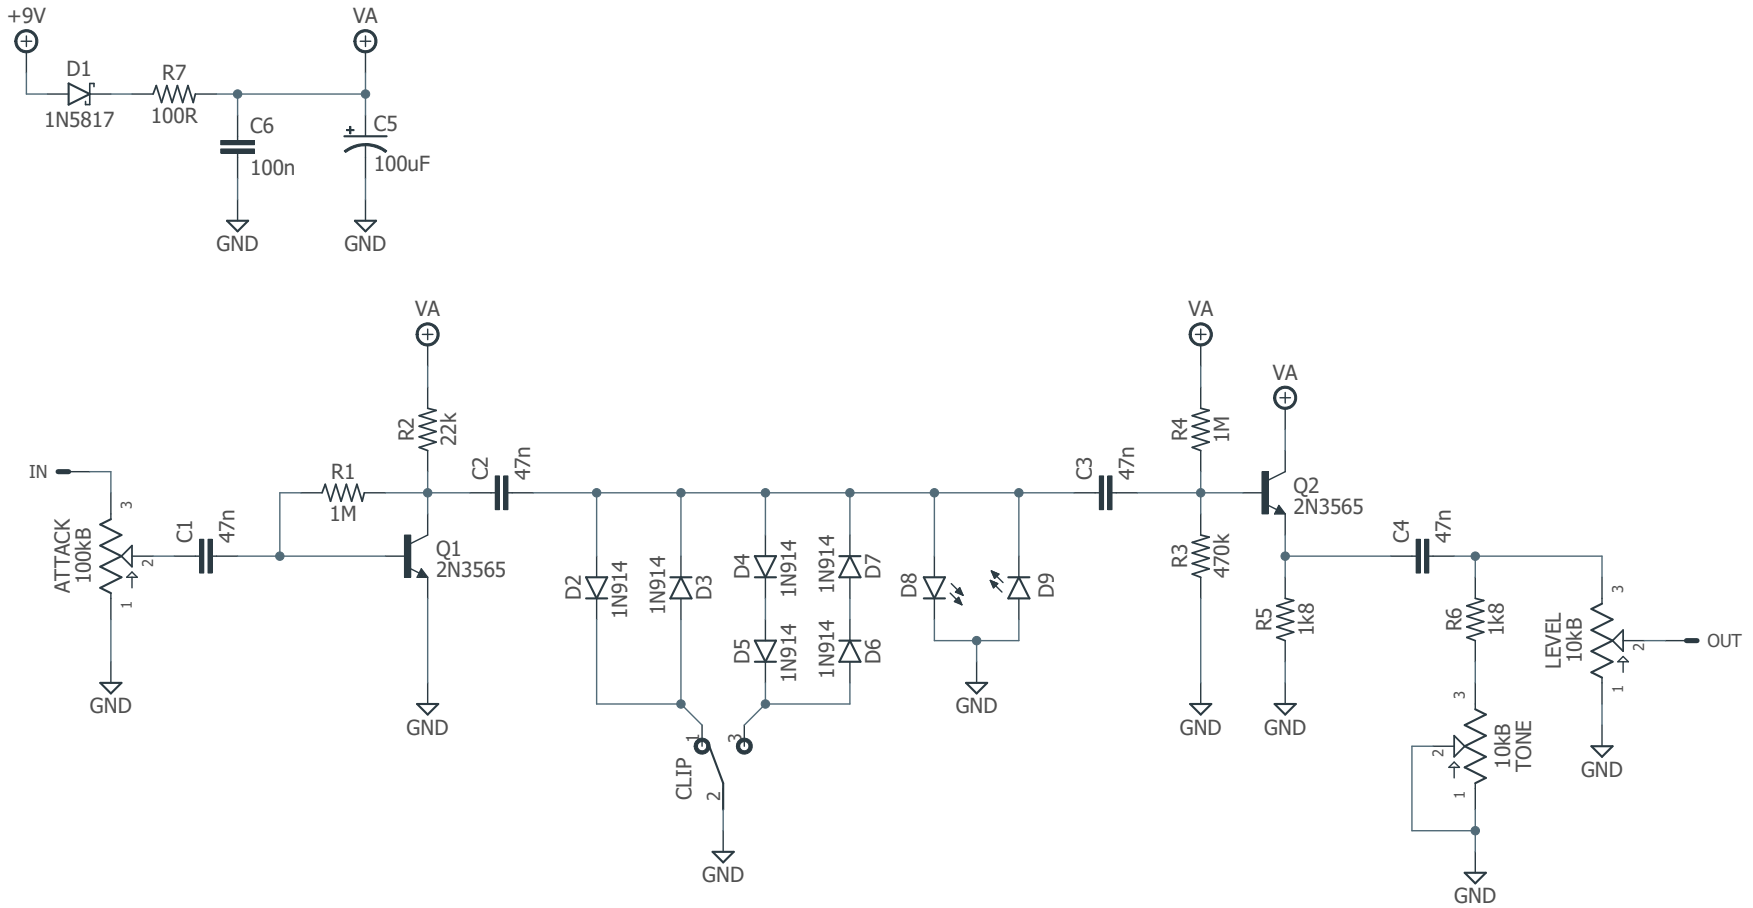 +9V
VA
D1
1N5817
R7
100R
C6
100n
+
C5
100uF
GND
GND
VA
R2
22k
IN
ATTACK
100kB
3
2
1
GND
C1
47n
R1
1M
Q1
2N3565
GND
C2
47n
D2
1N914
1N914
D3
D4
1N914
D5
1N914
1N914
D7
1N914
D6
D8
D9
GND
CLIP
1
3
2
GND
C3
47n
VA
R4
1M
R3
470k
GND
VA
Q2
2N3565
R5
1k8
GND
C4
47n
R6
1k8
3
2
1
10kB
TONE
GND
LEVEL
10kB
3
2
1
OUT
GND